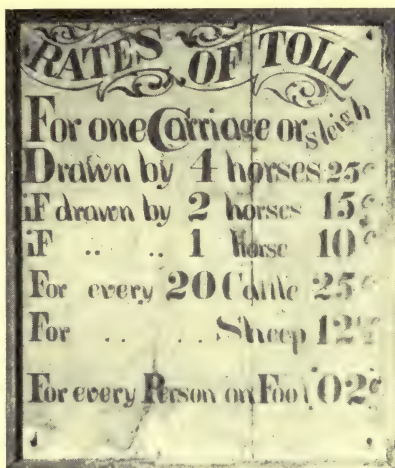 RATES OF TOLL
For one Carriage or sleigh
Drawn by 4 horses 25¢
iF drawn by 2 horses 15¢
iF .. .. 1 Horse 10¢
For every 20 Cattle 25¢
For .. .. Sheep 12½
For every Person on Foot 02¢